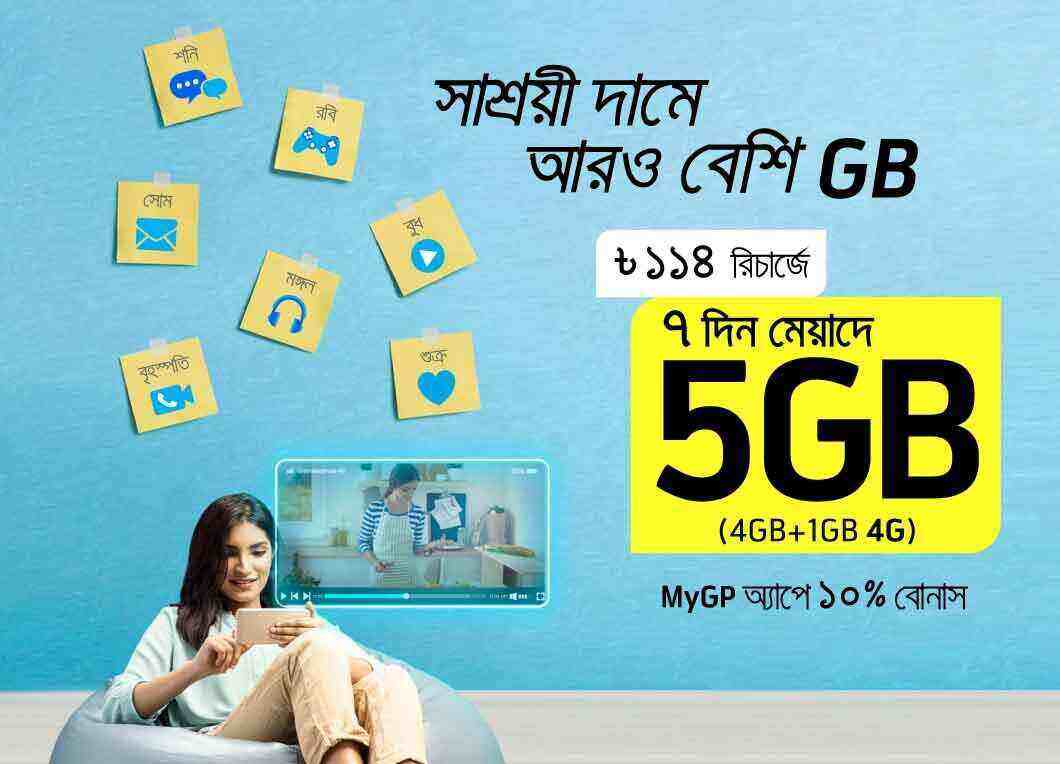 শনি
রবি
সোম
বুধ
মঙ্গল
বৃহস্পতি
শুক্র
সাশ্রয়ী দামে
আরও বেশি GB
৳১১৪ রিচার্জে
৭ দিন মেয়াদে
5GB
(4GB+1GB 4G)
MyGP অ্যাপে ১০% বোনাস